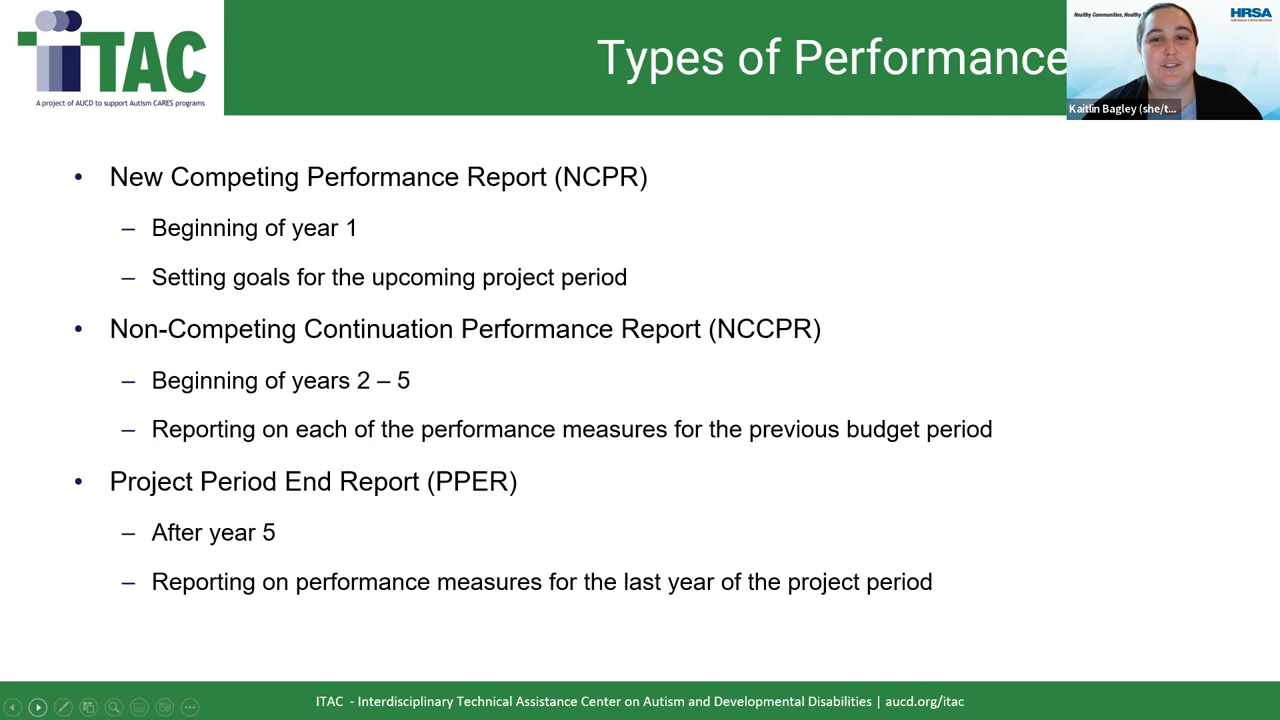 iTAC
A project of AUCD to support Autism CARES programs
Types of Performance
Healthy Communities, Healthy
HRSA
Kaitlin Bagley (she/t...
• New Competing Performance Report (NCPR)
– Beginning of year 1
– Setting goals for the upcoming project period
• Non-Competing Continuation Performance Report (NCCPR)
– Beginning of years 2 – 5
– Reporting on each of the performance measures for the previous budget period
• Project Period End Report (PPER)
– After year 5
– Reporting on performance measures for the last year of the project period
ITAC - Interdisciplinary Technical Assistance Center on Autism and Developmental Disabilities | aucd.org/itac